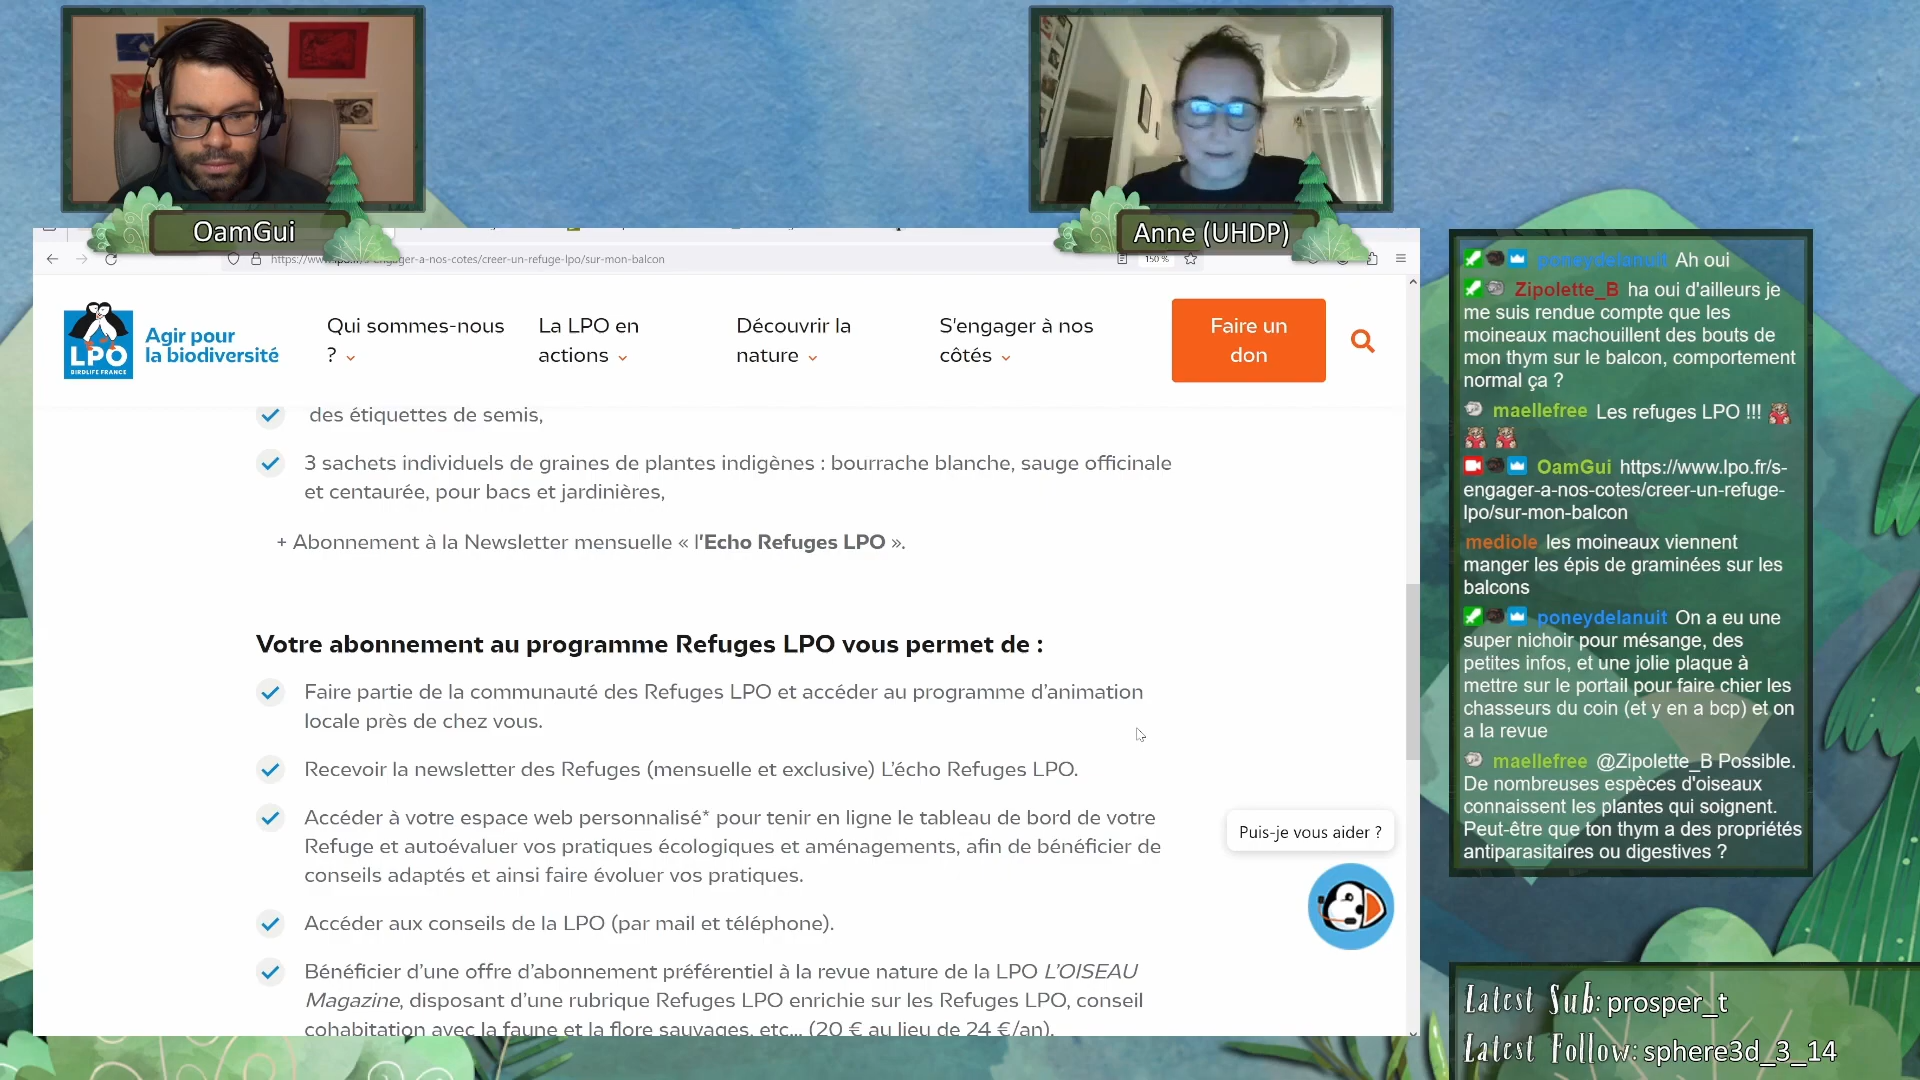 OamGui
Anne (UHDP)
engager-a-nos-cotes/creer-un-refuge-lpo/sur-mon-balcon
150 %
LPO
BIRDLIFE FRANCE
Agir pour
la biodiversité
Qui sommes-nous
?
La LPO en
actions
Découvrir la
nature
S'engager à nos
côtés
Faire un
don
des étiquettes de semis,
3 sachets individuels de graines de plantes indigènes : bourrache blanche, sauge officinale
et centaurée, pour bacs et jardinières,
+ Abonnement à la Newsletter mensuelle « l'Echo Refuges LPO ».
Votre abonnement au programme Refuges LPO vous permet de :
Faire partie de la communauté des Refuges LPO et accéder au programme d’animation
locale près de chez vous.
Recevoir la newsletter des Refuges (mensuelle et exclusive) L’écho Refuges LPO.
Accéder à votre espace web personnalisé* pour tenir en ligne le tableau de bord de votre
Refuge et autoévaluer vos pratiques écologiques et aménagements, afin de bénéficier de
conseils adaptés et ainsi faire évoluer vos pratiques.
Accéder aux conseils de la LPO (par mail et téléphone).
Bénéficier d’une offre d’abonnement préférentiel à la revue nature de la LPO L’OISEAU
Magazine, disposant d’une rubrique Refuges LPO enrichie sur les Refuges LPO, conseil
cohabitation avec la faune et la flore sauvages, etc... (20 € au lieu de 24 €/an).
Puis-je vous aider ?
poneydelanuit Ah oui
Zipolette_B ha oui d'ailleurs je
me suis rendue compte que les
moineaux machouillent des bouts de
mon thym sur le balcon, comportement
normal ça ?
maellefree Les refuges LPO !!!
OamGui https://www.lpo.fr/s-
engager-a-nos-cotes/creer-un-refuge-
lpo/sur-mon-balcon
mediole les moineaux viennent
manger les épis de graminées sur les
balcons
poneydelanuit On a eu une
super nichoir pour mésange, des
petites infos, et une jolie plaque à
mettre sur le portail pour faire chier les
chasseurs du coin (et y en a bcp) et on
a la revue
maellefree @Zipolette_B Possible.
De nombreuses espèces d'oiseaux
connaissent les plantes qui soignent.
Peut-être que ton thym a des propriétés
antiparasitaires ou digestives ?
Latest Sub: prosper_t
Latest Follow: sphere3d_3_14